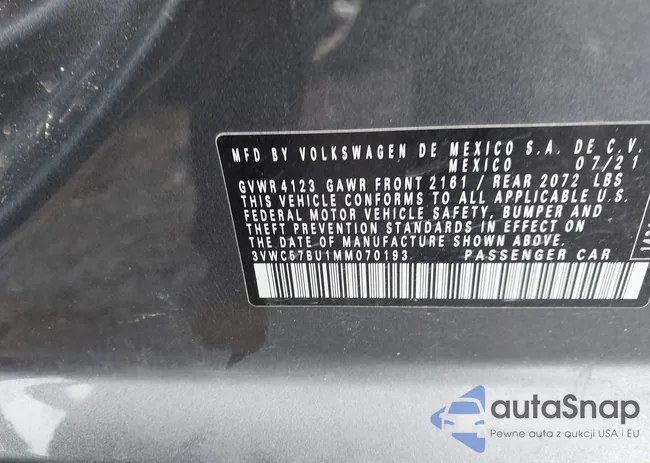 MFD BY VOLKSWAGEN DE MEXICO S.A. DE C.V.
MEXICO 07/21
GVWR 4123 GAWR FRONT 2161 / REAR 2072 LBS
THIS VEHICLE CONFORMS TO ALL APPLICABLE U.S.
FEDERAL MOTOR VEHICLE SAFETY, BUMPER AND
THEFT PREVENTION STANDARDS IN EFFECT ON
THE DATE OF MANUFACTURE SHOWN ABOVE.
3VWC57BU1MM070193 PASSENGER CAR
autoSnap
Pewne auta z aukcji USA i EU